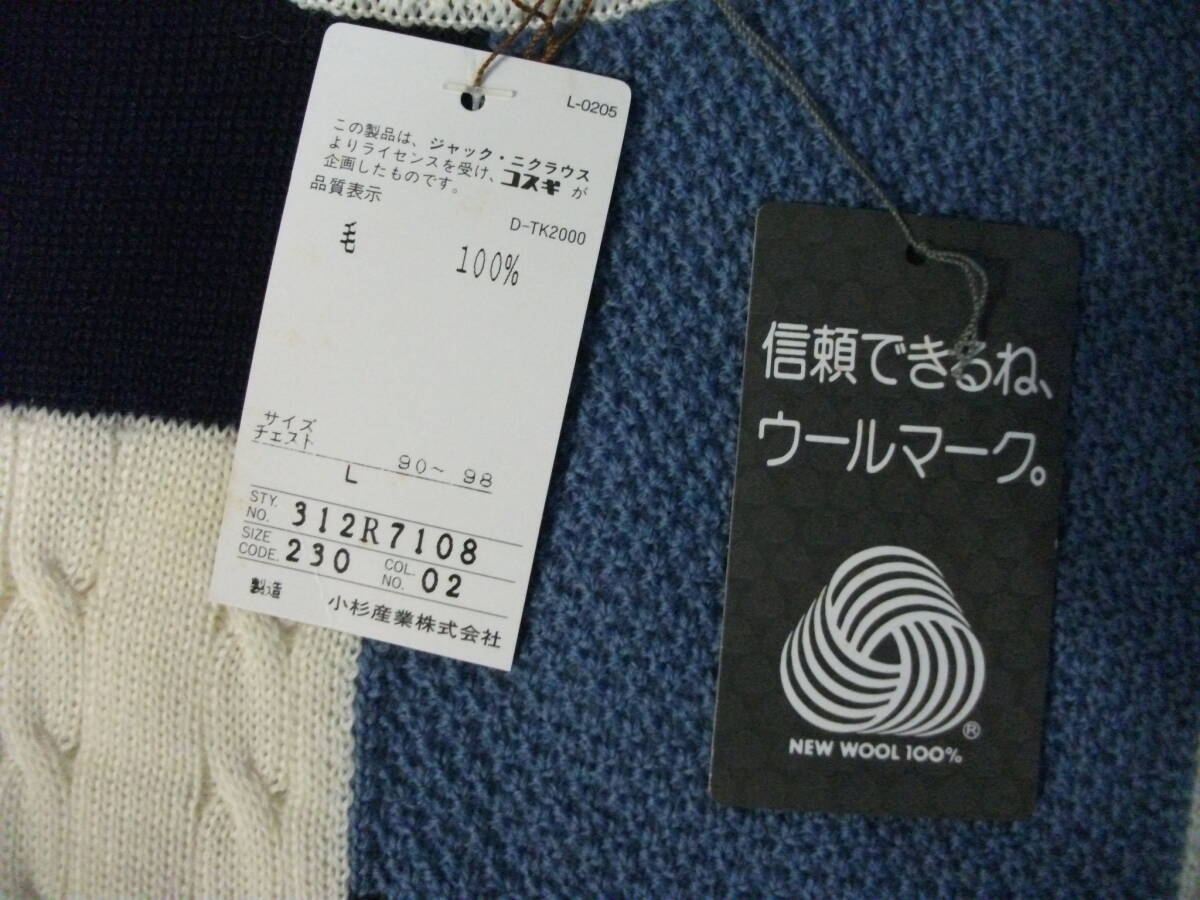 L-0205
この製品は、ジャック・ニクラウス
よりライセンスを受け、コスギが
企画したものです。
品質表示
D-TK2000
毛 100%
サイズ
チェスト 90~ 98
L
STY. NO. 312R7108
SIZE CODE. 230 COL. NO. 02
製造 小杉産業株式会社
信頼できるね、
ウールマーク。
®
NEW WOOL 100%